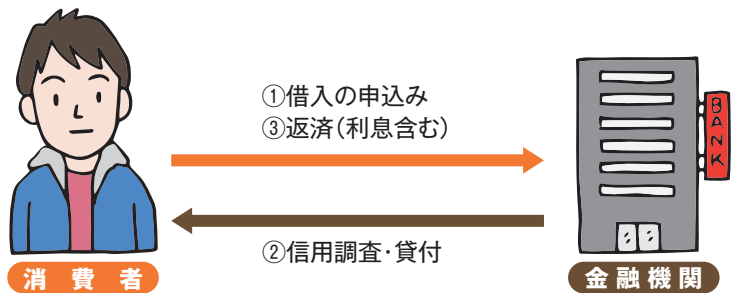 ①借入の申込み
③返済(利息含む)
BANK
②信用調査・貸付
消費者
金融機関